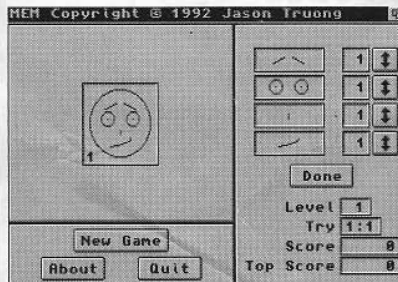 MEM Copyright © 1992 Jason Truong
1
1
1
1
1
Done
Level 1
Try 1:1
Score 0
Top Score 0
New Game
About Quit